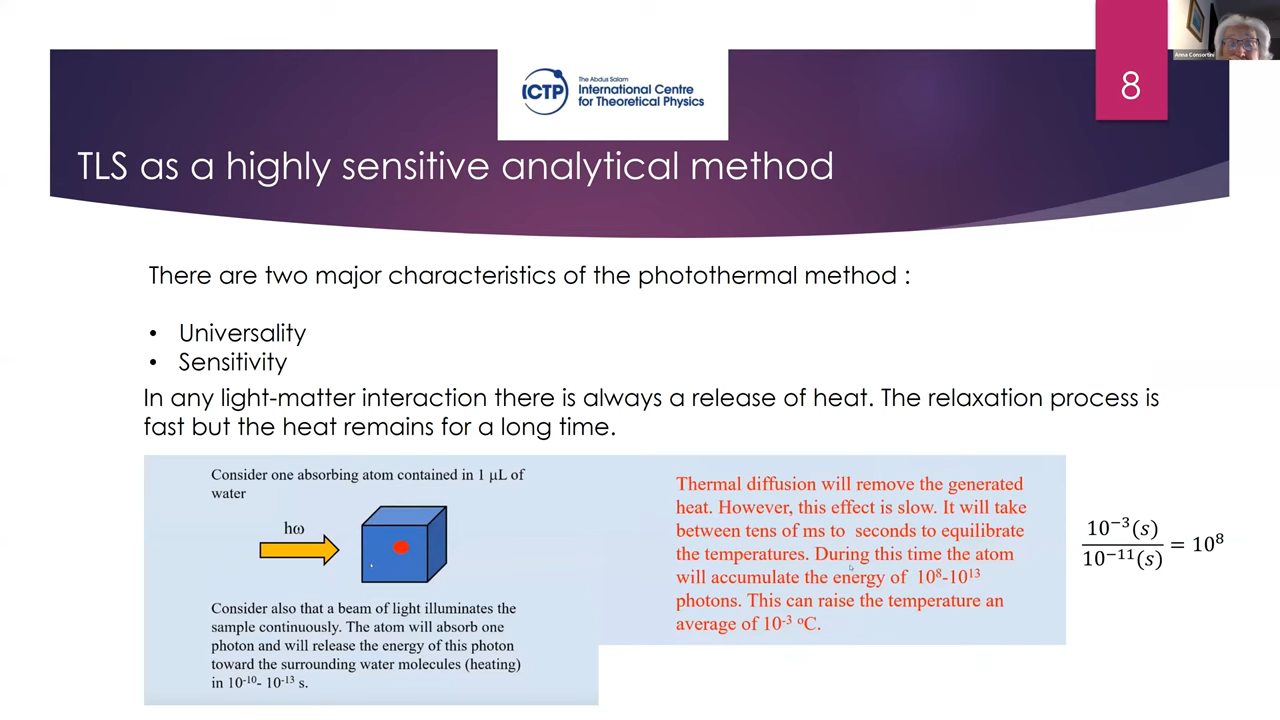 The Abdus Salam
ICTP International Centre
for Theoretical Physics
8
Anna Consortini
TLS as a highly sensitive analytical method
There are two major characteristics of the photothermal method :
• Universality
• Sensitivity
In any light-matter interaction there is always a release of heat. The relaxation process is
fast but the heat remains for a long time.
Consider one absorbing atom contained in 1 μL of
water
hω
Consider also that a beam of light illuminates the
sample continuously. The atom will absorb one
photon and will release the energy of this photon
toward the surrounding water molecules (heating)
in 10⁻¹⁰- 10⁻¹³ s.
Thermal diffusion will remove the generated
heat. However, this effect is slow. It will take
between tens of ms to seconds to equilibrate
the temperatures. During this time the atom
will accumulate the energy of 10⁸-10¹³
photons. This can raise the temperature an
average of 10⁻³ ºC.
10⁻³(s)
10⁻¹¹(s)
= 10⁸